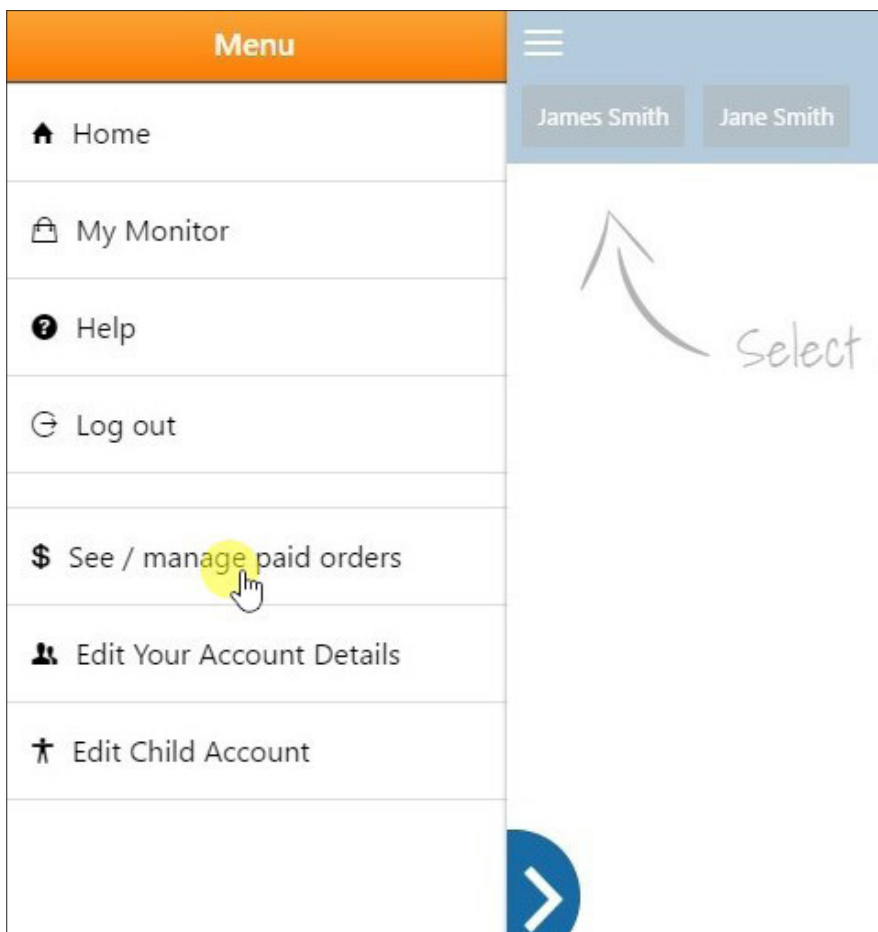 Menu
Home
My Monitor
Help
Log out
$ See / manage paid orders
Edit Your Account Details
Edit Child Account
James Smith
Jane Smith
Select